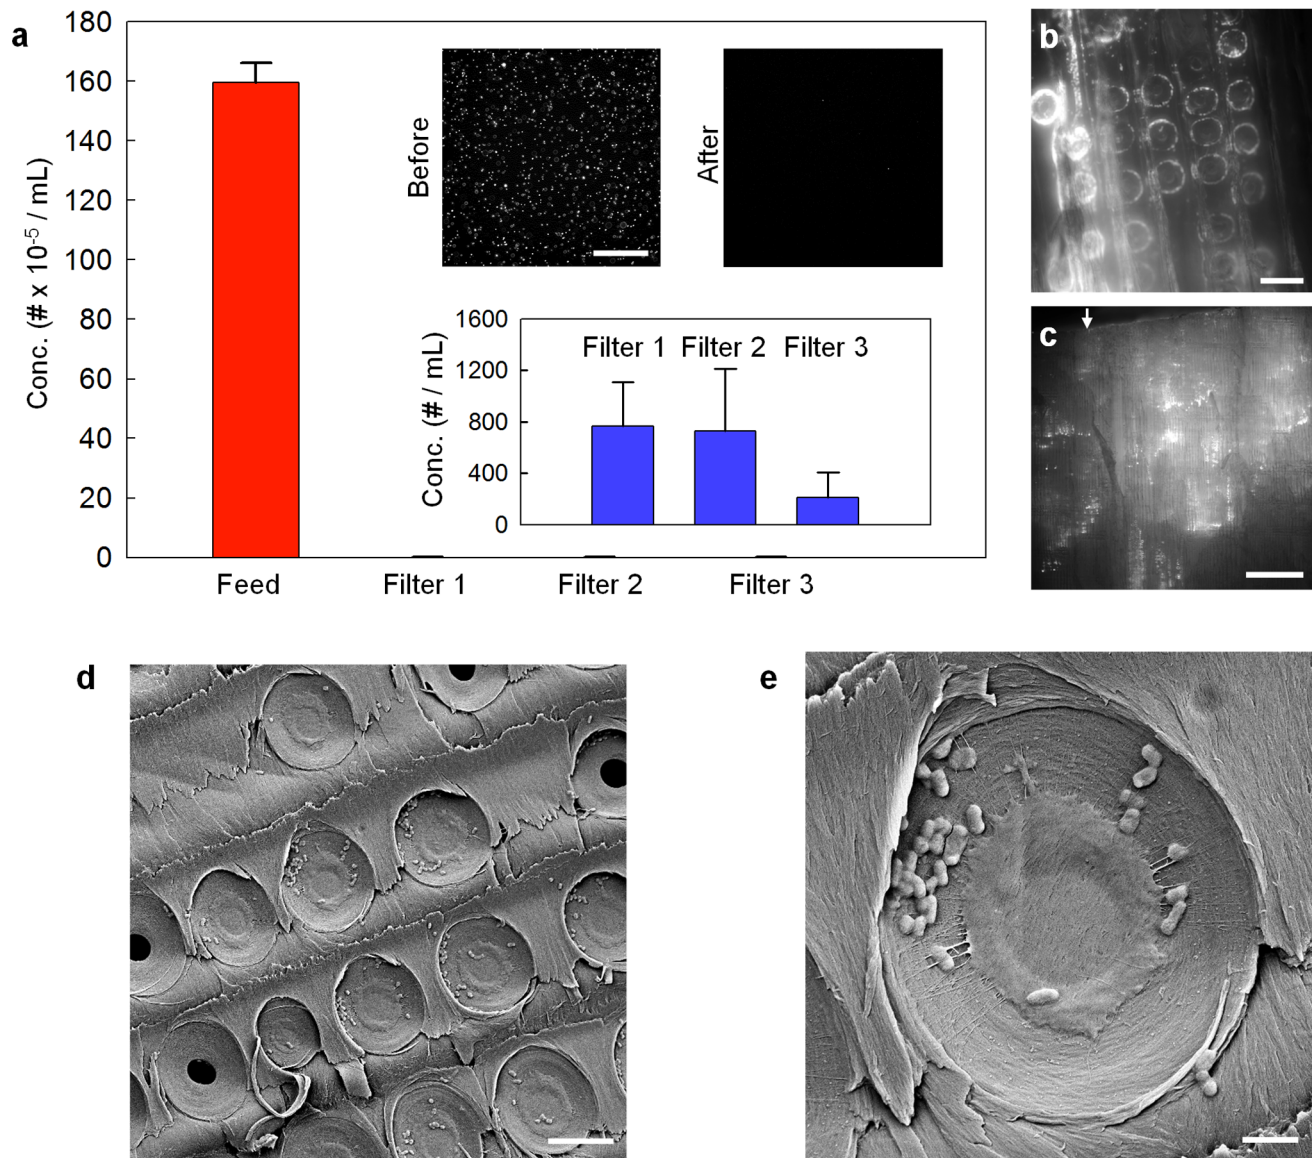 a
180
160
140
120
100
80
60
40
20
0
Conc. (# x 10-5 / mL)
Feed
Filter 1
Filter 2
Filter 3
Before
After
1600
1200
800
400
0
Conc. (# / mL)
Filter 1 Filter 2 Filter 3
b
c
d
e